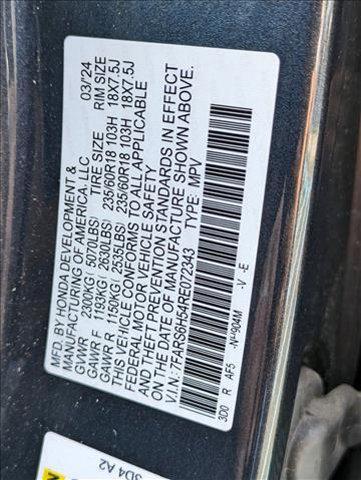 MFD. BY HONDA DEVELOPMENT &
MANUFACTURING OF AMERICA, LLC 03/'24
GVWR 2300KG ( 5070LBS) TIRE SIZE RIM SIZE
GAWR F 1193KG ( 2630LBS) 235/60R18 103H 18X7.5J
GAWR R 1150KG ( 2535LBS) 235/60R18 103H 18X7.5J
THIS VEHICLE CONFORMS TO ALL APPLICABLE
FEDERAL MOTOR VEHICLE SAFETY
AND THEFT PREVENTION STANDARDS IN EFFECT
ON THE DATE OF MANUFACTURE SHOWN ABOVE.
V.I.N.: 7FARS6H54RE072343 TYPE: MPV
3D0 R AF5 -NH904M -V -E
3D4 A2